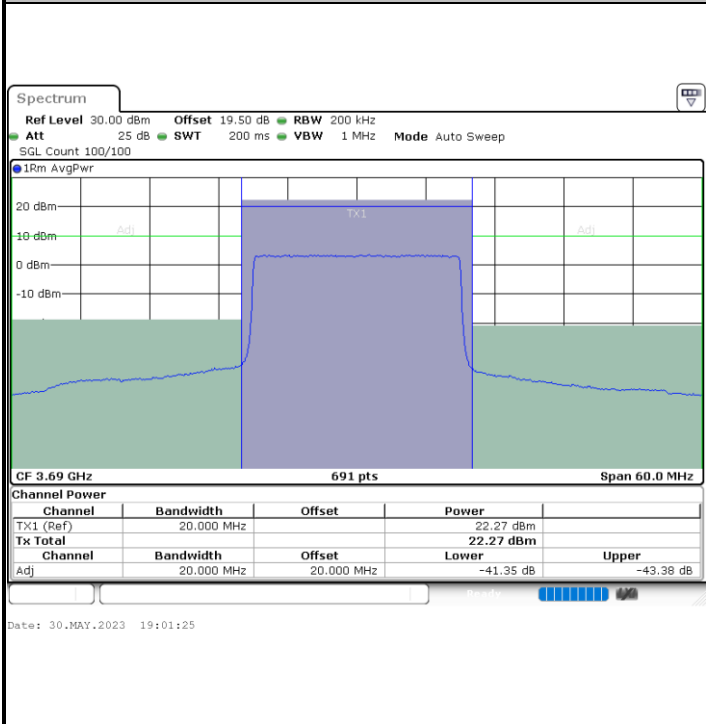 Spectrum
Ref Level 30.00 dBm Offset 19.50 dB RBW 200 kHz
Att 25 dB SWT 200 ms VBW 1 MHz Mode Auto Sweep
SGL Count 100/100
1Rm AvgPwr
20 dBm
TX1
10 dBm
Adj
Adj
0 dBm
-10 dBm
CF 3.69 GHz 691 pts Span 60.0 MHz
Channel Power
Channel Bandwidth Offset Power
TX1 (Ref) 20.000 MHz 22.27 dBm
Tx Total 22.27 dBm
Channel Bandwidth Offset Lower Upper
Adj 20.000 MHz 20.000 MHz -41.35 dB -43.38 dB
Ready
Date: 30.MAY.2023 19:01:25